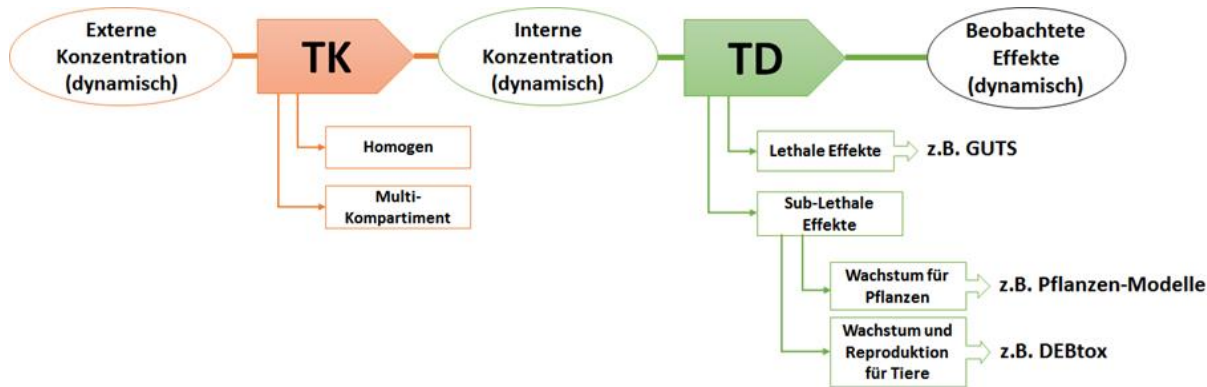 Externe
Konzentration
(dynamisch)
TK
Interne
Konzentration
(dynamisch)
TD
Beobachtete
Effekte
(dynamisch)
Homogen
Multi-
Kompartiment
Lethale Effekte
z.B. GUTS
Sub-Lethale
Effekte
Wachstum für
Pflanzen
z.B. Pflanzen-Modelle
Wachstum und
Reproduktion
für Tiere
z.B. DEBtox